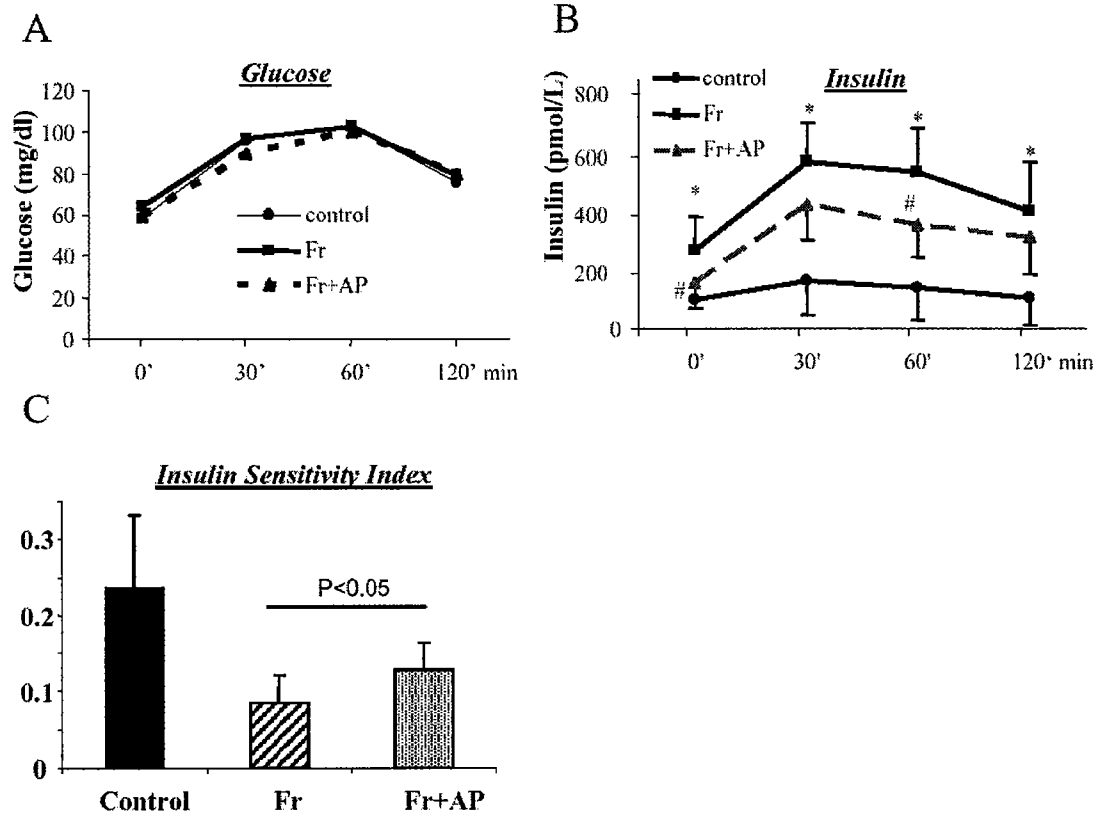 A
Glucose
Glucose (mg/dl)
120
100
80
60
40
20
0
control
Fr
Fr+AP
0' 30' 60' 120' min
B
Insulin
Insulin (pmol/L)
control
Fr
Fr+AP
800
600
400
200
0
* * * *
# #
0' 30' 60' 120' min
C
Insulin Sensitivity Index
0.3
0.2
0.1
0
P<0.05
Control Fr Fr+AP